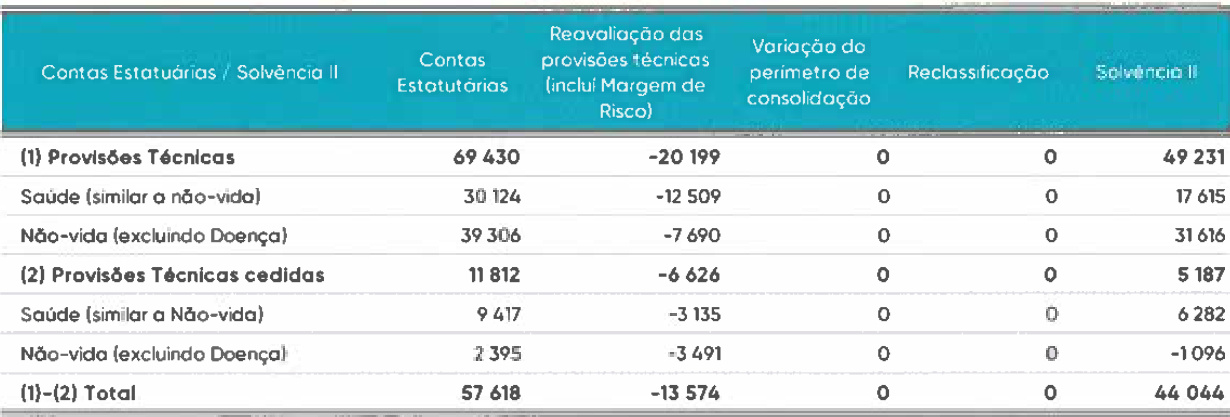 Contas Estatuárias / Solvência II | Contas Estatutárias | Reavaliação das provisões técnicas (inclui Margem de Risco) | Variação do perímetro de consolidação | Reclassificação | Solvência II
(1) Provisões Técnicas | 69 430 | -20 199 | 0 | 0 | 49 231
Saúde (similar a não-vida) | 30 124 | -12 509 | 0 | 0 | 17 615
Não-vida (excluindo Doença) | 39 306 | -7 690 | 0 | 0 | 31 616
(2) Provisões Técnicas cedidas | 11 812 | -6 626 | 0 | 0 | 5 187
Saúde (similar a Não-vida) | 9 417 | -3 135 | 0 | 0 | 6 282
Não-vida (excluindo Doença) | 2 395 | -3 491 | 0 | 0 | -1 096
(1)-(2) Total | 57 618 | -13 574 | 0 | 0 | 44 044